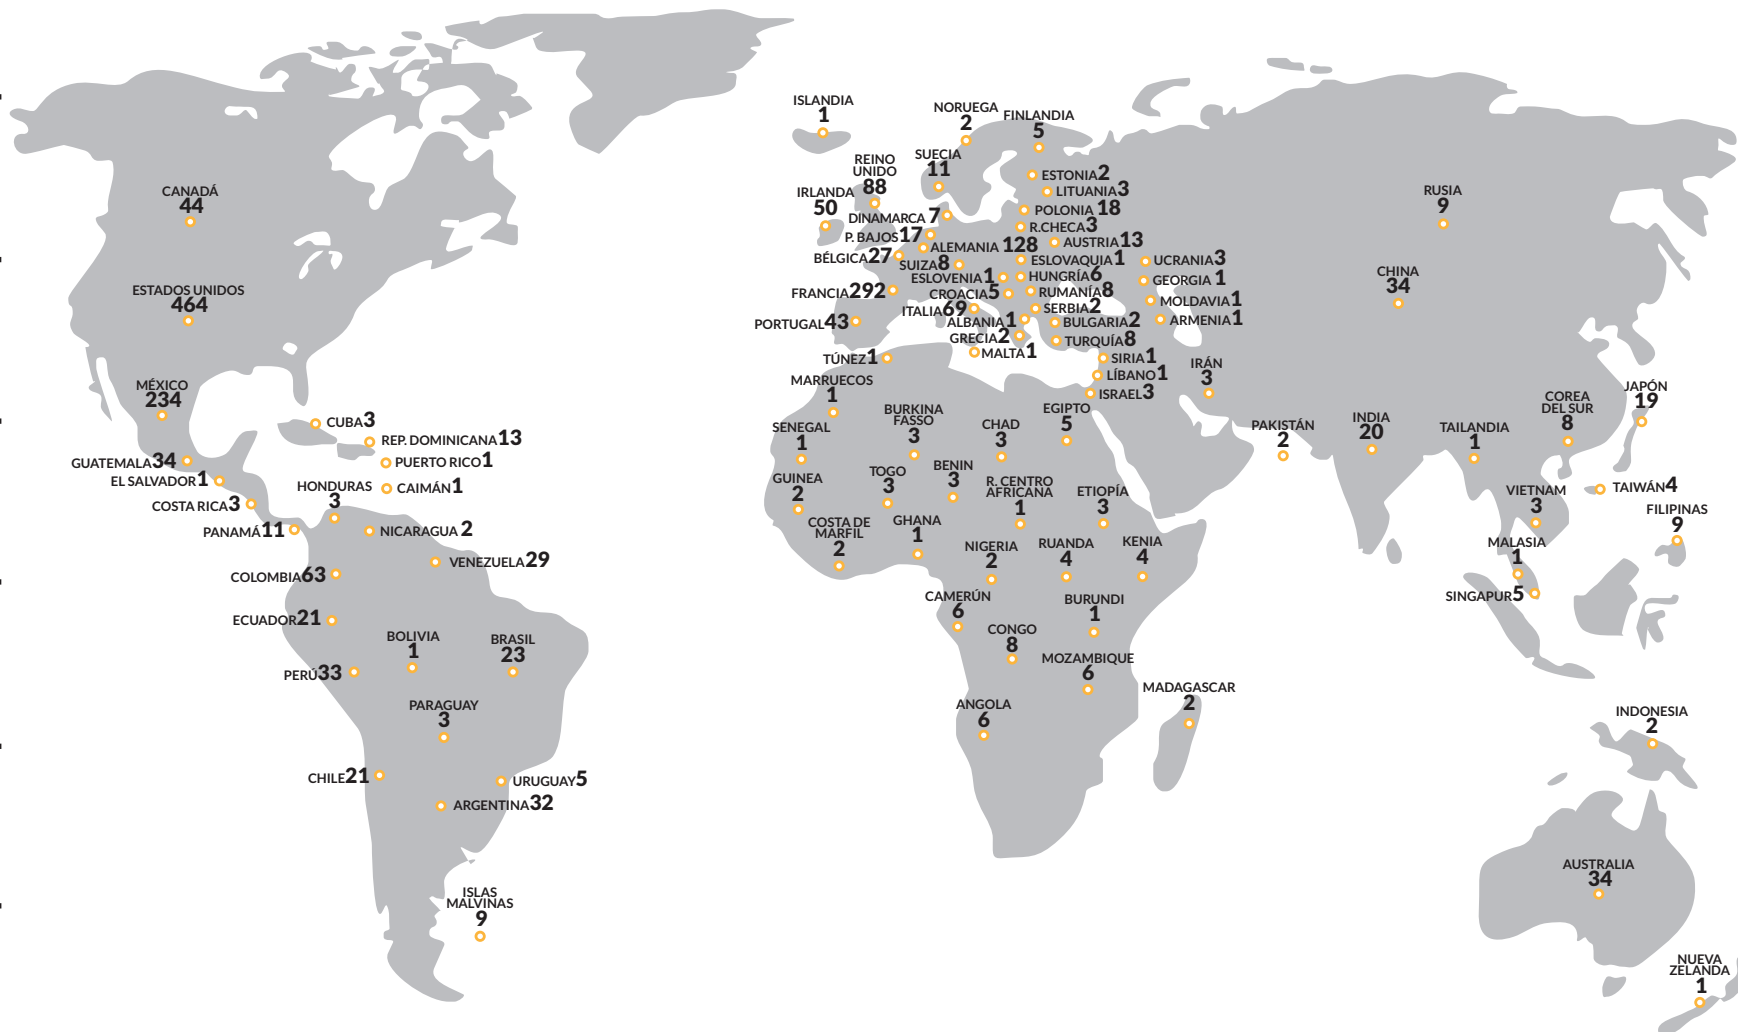 CANADÁ
44
ESTADOS UNIDOS
464
MÉXICO
234
CUBA3
REP. DOMINICANA13
PUERTO RICO1
CAIMÁN1
GUATEMALA34
EL SALVADOR1
COSTA RICA3
HONDURAS
3
PANAMÁ11
NICARAGUA 2
VENEZUELA29
COLOMBIA63
ECUADOR21
BOLIVIA
1
BRASIL
23
PERÚ33
PARAGUAY
3
CHILE21
URUGUAY5
ARGENTINA32
ISLAS
MALVINAS
9
ISLANDIA
1
NORUEGA
2
FINLANDIA
5
SUECIA
11
REINO
UNIDO
88
IRLANDA
50
ESTONIA2
LITUANIA3
DINAMARCA 7
POLONIA 18
P. BAJOS17
R.CHECA3
ALEMANIA 128
AUSTRIA13
BÉLGICA27
SUIZA8
ESLOVAQUIA1
UCRANIA3
ESLOVENIA1
HUNGRÍA6
GEORGIA 1
FRANCIA292
CROACIA5
RUMANÍA8
MOLDAVIA1
ITALIA69
SERBIA2
PORTUGAL43
ALBANIA1
BULGARIA2
ARMENIA1
GRECIA2
TURQUÍA8
MALTA1
TÚNEZ1
SIRIA1
LÍBANO1
ISRAEL3
IRÁN
3
MARRUECOS
1
BURKINA
FASSO
3
CHAD
3
EGIPTO
5
SENEGAL
1
GUINEA
2
TOGO
3
BENIN
3
R. CENTRO
AFRICANA
1
ETIOPÍA
3
COSTA DE
MARFIL
2
GHANA
1
NIGERIA
2
RUANDA
4
KENIA
4
CAMERÚN
6
BURUNDI
1
CONGO
8
MOZAMBIQUE
6
ANGOLA
6
MADAGASCAR
2
RUSIA
9
CHINA
34
PAKISTÁN
2
INDIA
20
TAILANDIA
1
COREA
DEL SUR
8
JAPÓN
19
TAIWÁN4
VIETNAM
3
FILIPINAS
9
MALASIA
1
SINGAPUR5
INDONESIA
2
AUSTRALIA
34
NUEVA
ZELANDA
1